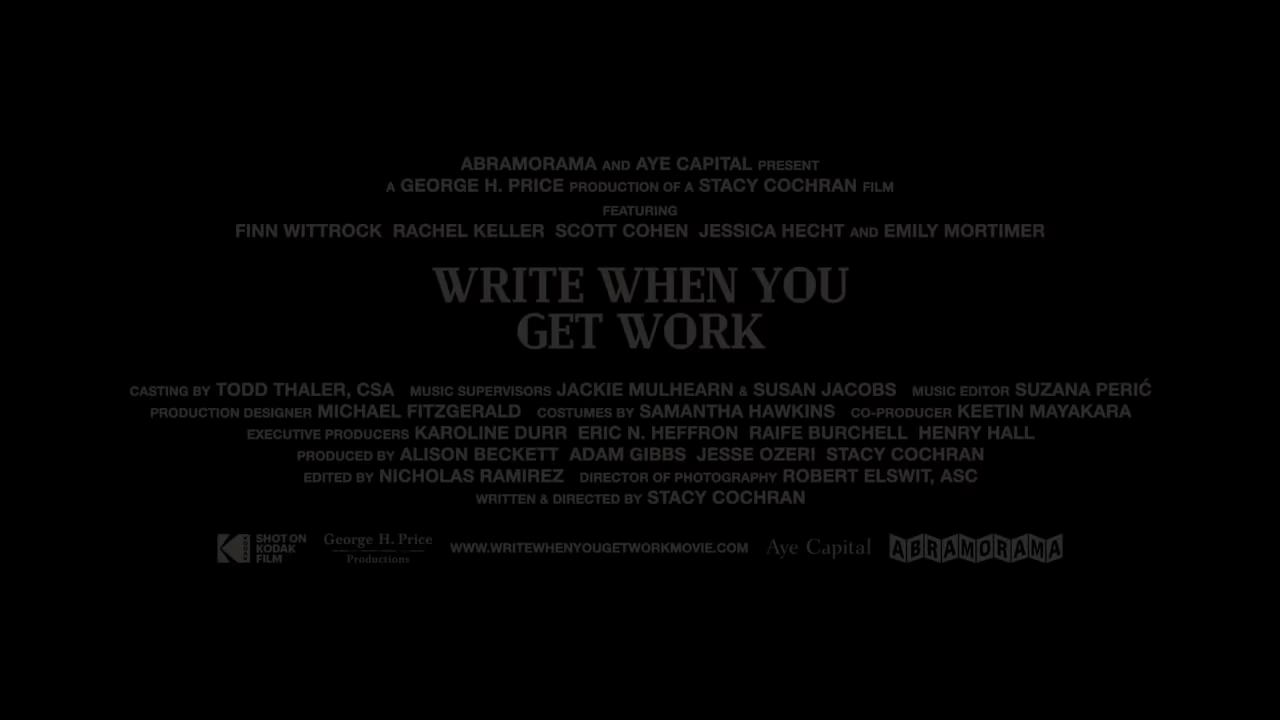 ABRAMORAMA AND AYE CAPITAL PRESENT
A GEORGE H. PRICE PRODUCTION OF A STACY COCHRAN FILM
FEATURING
FINN WITTROCK RACHEL KELLER SCOTT COHEN JESSICA HECHT AND EMILY MORTIMER
WRITE WHEN YOU
GET WORK
CASTING BY TODD THALER, CSA MUSIC SUPERVISORS JACKIE MULHEARN & SUSAN JACOBS MUSIC EDITOR SUZANA PERIĆ
PRODUCTION DESIGNER MICHAEL FITZGERALD COSTUMES BY SAMANTHA HAWKINS CO-PRODUCER KEETIN MAYAKARA
EXECUTIVE PRODUCERS KAROLINE DURR ERIC N. HEFFRON RAIFE BURCHELL HENRY HALL
PRODUCED BY ALISON BECKETT ADAM GIBBS JESSE OZERI STACY COCHRAN
EDITED BY NICHOLAS RAMIREZ DIRECTOR OF PHOTOGRAPHY ROBERT ELSWIT, ASC
WRITTEN & DIRECTED BY STACY COCHRAN
SHOT ON
KODAK
FILM
George H. Price
Productions
WWW.WRITEWHENYOUGETWORKMOVIE.COM
Aye Capital
ABRAMORAMA